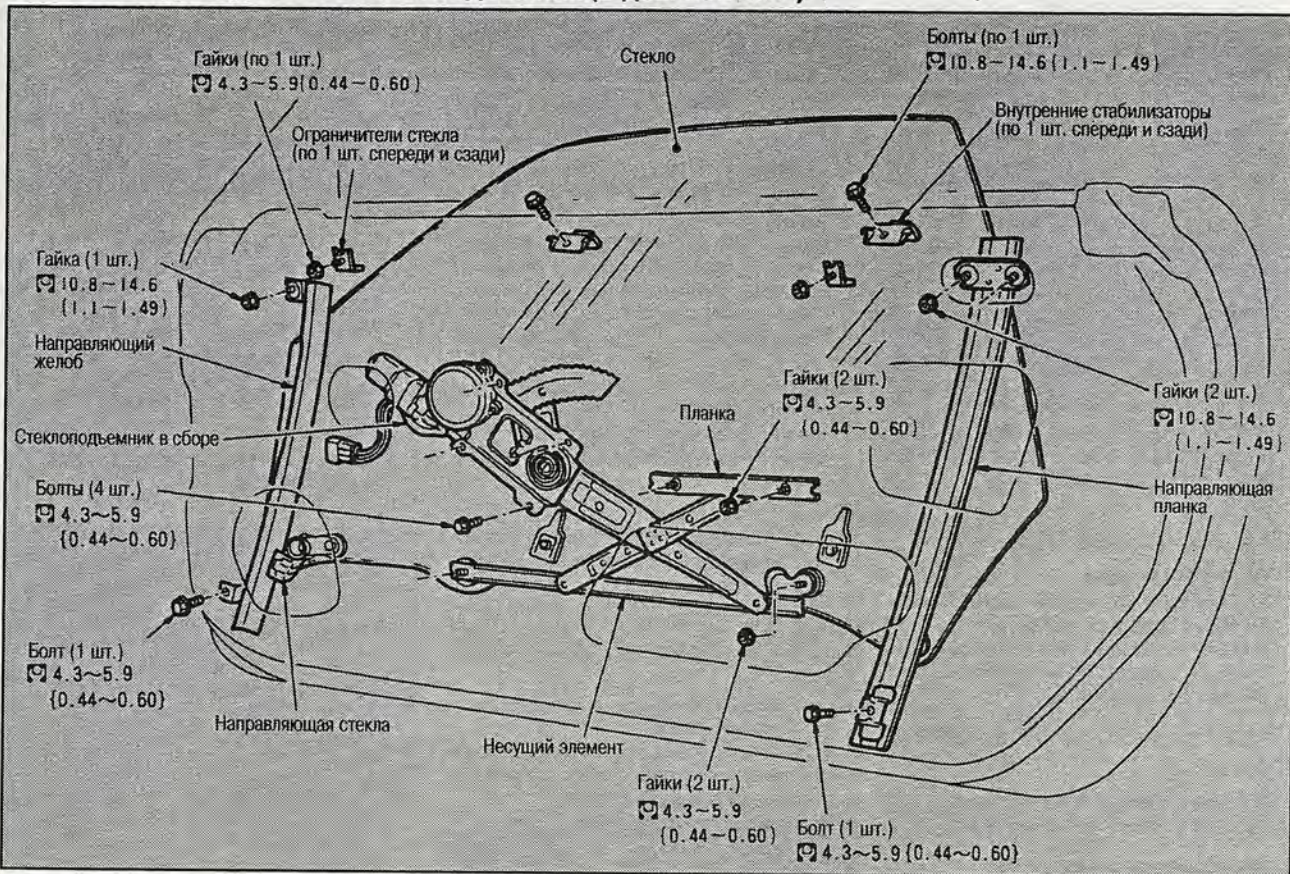 Гайки (по 1 шт.)
4.3~5.9{0.44~0.60}
Стекло
Болты (по 1 шт.)
10.8~14.6{1.1~1.49}
Ограничители стекла
(по 1 шт. спереди и сзади)
Внутренние стабилизаторы
(по 1 шт. спереди и сзади)
Гайка (1 шт.)
10.8~14.6
{1.1~1.49}
Направляющий
желоб
Стеклоподъемник в сборе
Гайки (2 шт.)
4.3~5.9
{0.44~0.60}
Планка
Гайки (2 шт.)
10.8~14.6
{1.1~1.49}
Направляющая
планка
Болты (4 шт.)
4.3~5.9
{0.44~0.60}
Болт (1 шт.)
4.3~5.9
{0.44~0.60}
Направляющая стекла
Несущий элемент
Гайки (2 шт.)
4.3~5.9
{0.44~0.60}
Болт (1 шт.)
4.3~5.9{0.44~0.60}